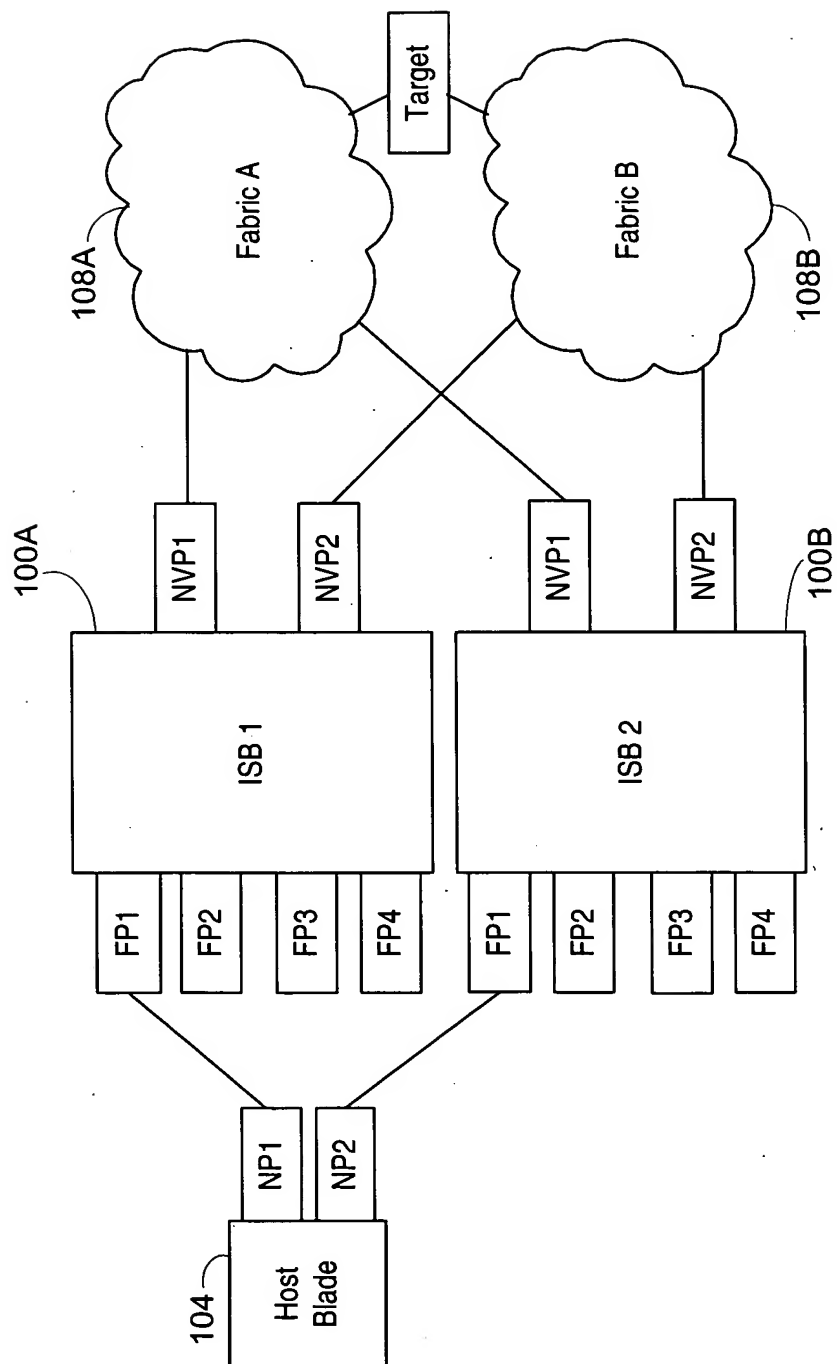 104
Host
Blade
NP1
NP2
FP1
FP2
FP3
FP4
ISB 1
100A
NVP1
NVP2
FP1
FP2
FP3
FP4
ISB 2
NVP1
NVP2
100B
108A
Fabric A
Target
Fabric B
108B